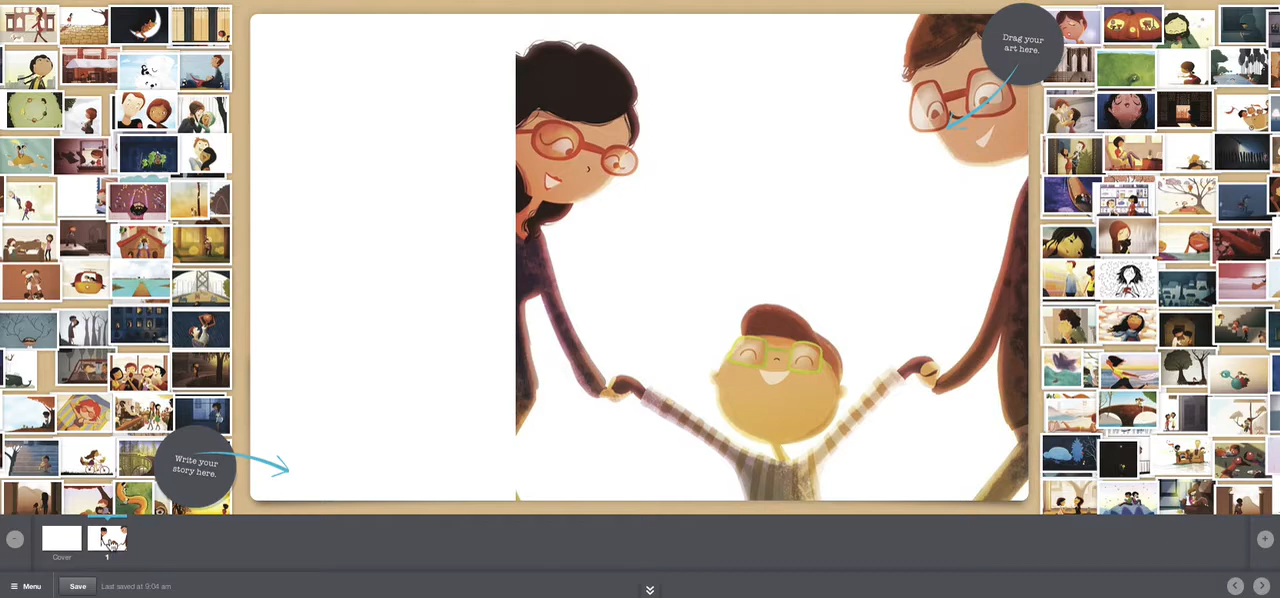 Drag your
art here.
Write your
story here.
Cover
1
Menu
Save
Last saved at 9:04 am